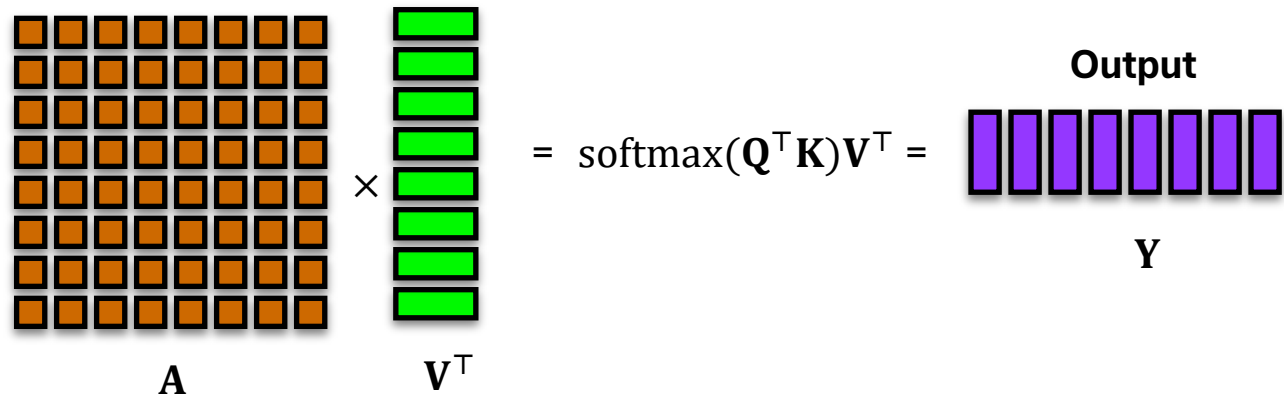 Output
× = softmax(𝐐⊤𝐊)𝐕⊤ =
𝐘
𝐀 𝐕⊤